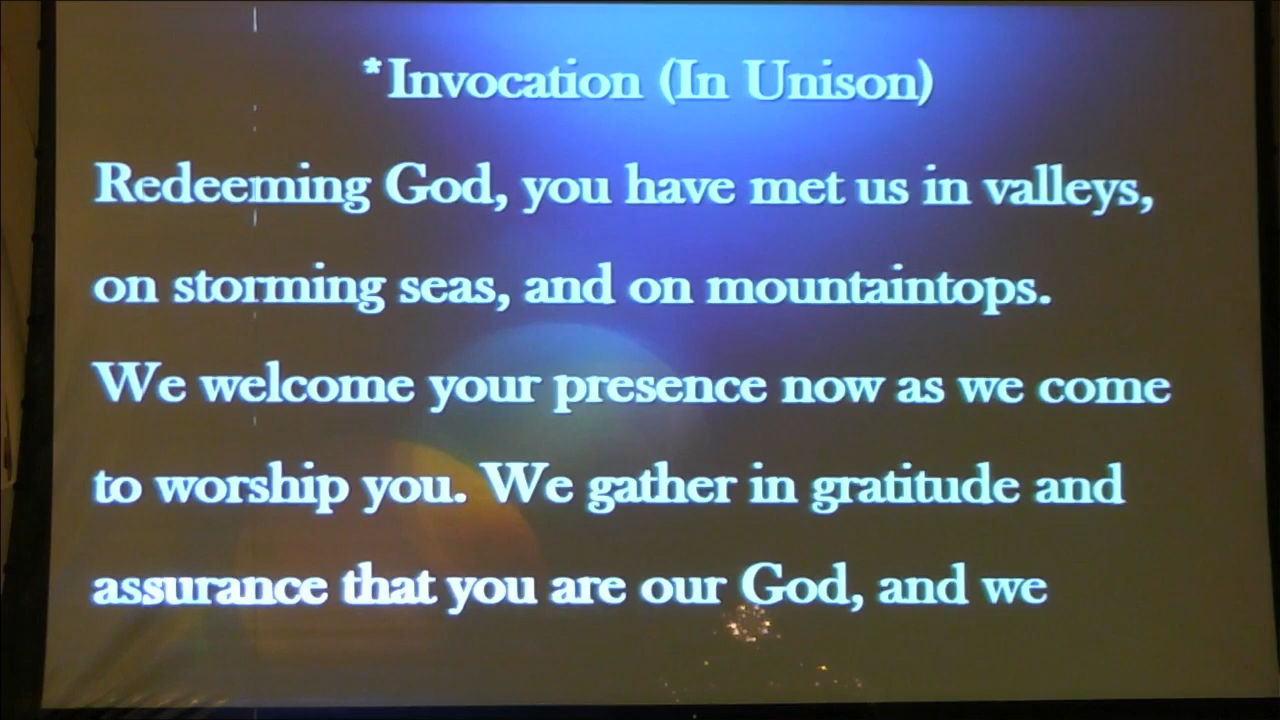 *Invocation (In Unison)
Redeeming God, you have met us in valleys,
on storming seas, and on mountaintops.
We welcome your presence now as we come
to worship you. We gather in gratitude and
assurance that you are our God, and we